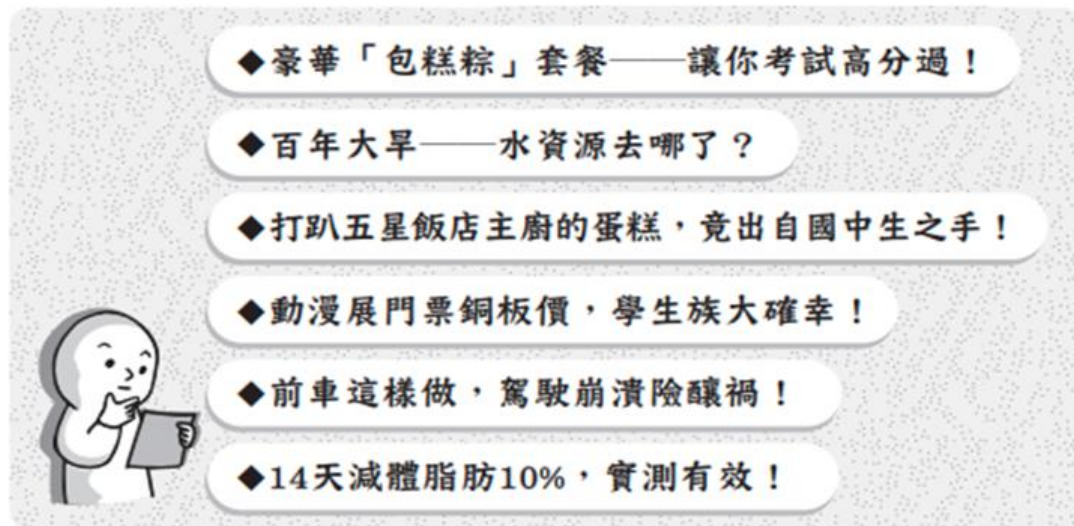 ◆豪華「包糕粽」套餐——讓你考試高分過！
◆百年大旱——水資源去哪了？
◆打趴五星飯店主廚的蛋糕，竟出自國中生之手！
◆動漫展門票銅板價，學生族大確幸！
◆前車這樣做，駕駛崩潰險釀禍！
◆14天減體脂肪10%，實測有效！